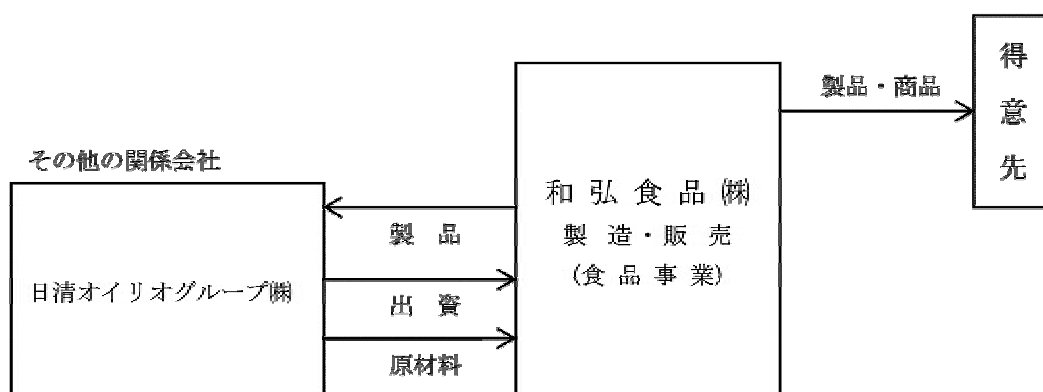 得意先
製品・商品
その他の関係会社
和弘食品㈱
製造・販売
(食品事業)
製品
日清オイリオグループ㈱
出資
原材料